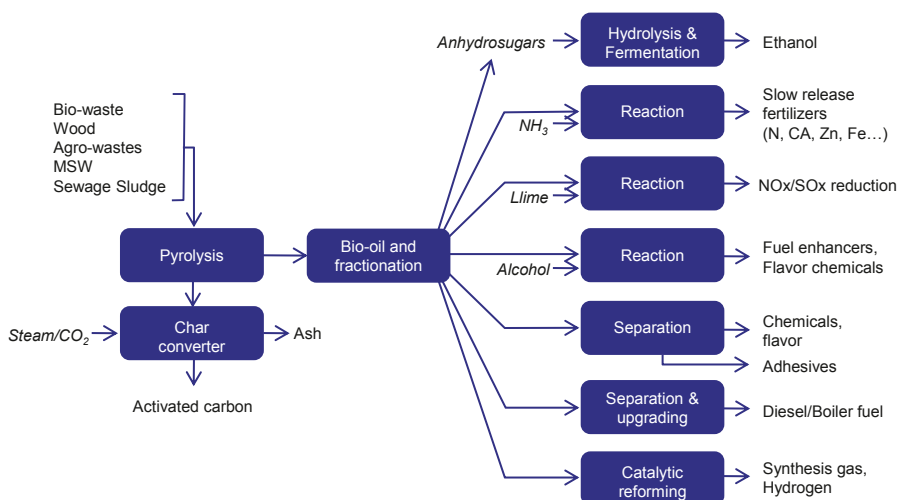 Bio-waste
Wood
Agro-wastes
MSW
Sewage Sludge
Pyrolysis
Steam/CO₂
Char
converter
Ash
Activated carbon
Bio-oil and
fractionation
Anhydrosugars
Hydrolysis &
Fermentation
Ethanol
NH₃
Reaction
Slow release
fertilizers
(N, CA, Zn, Fe…)
Llime
Reaction
NOx/SOx reduction
Alcohol
Reaction
Fuel enhancers,
Flavor chemicals
Separation
Chemicals,
flavor
Adhesives
Separation &
upgrading
Diesel/Boiler fuel
Catalytic
reforming
Synthesis gas,
Hydrogen